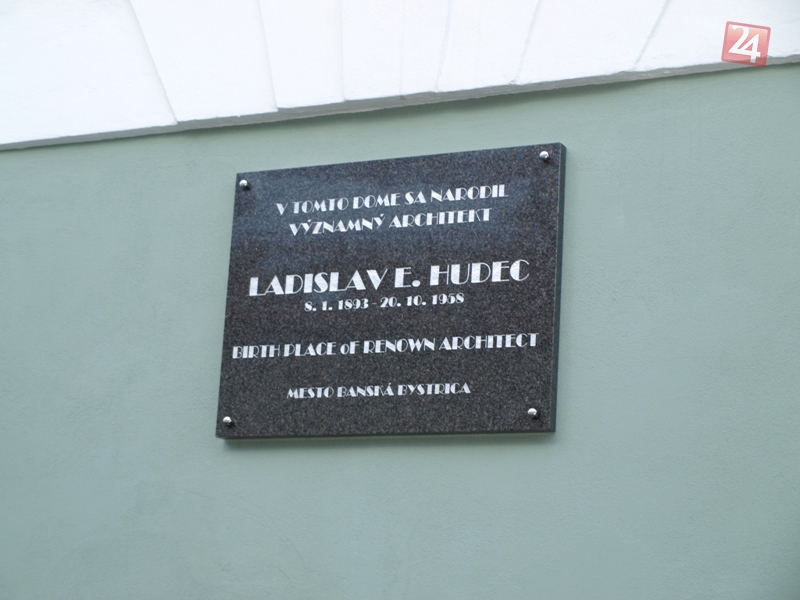 24
V TOMTO DOME SA NARODIL
VÝZNAMNÝ ARCHITEKT
LADISLAV E. HUDEC
8. 1. 1893 - 20. 10. 1958
BIRTH PLACE oF RENOWN ARCHITECT
MESTO BANSKÁ BYSTRICA